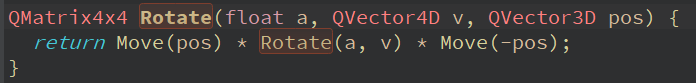 QMatrix4x4 Rotate(float a, QVector4D v, QVector3D pos) {
  return Move(pos) * Rotate(a, v) * Move(-pos);
}